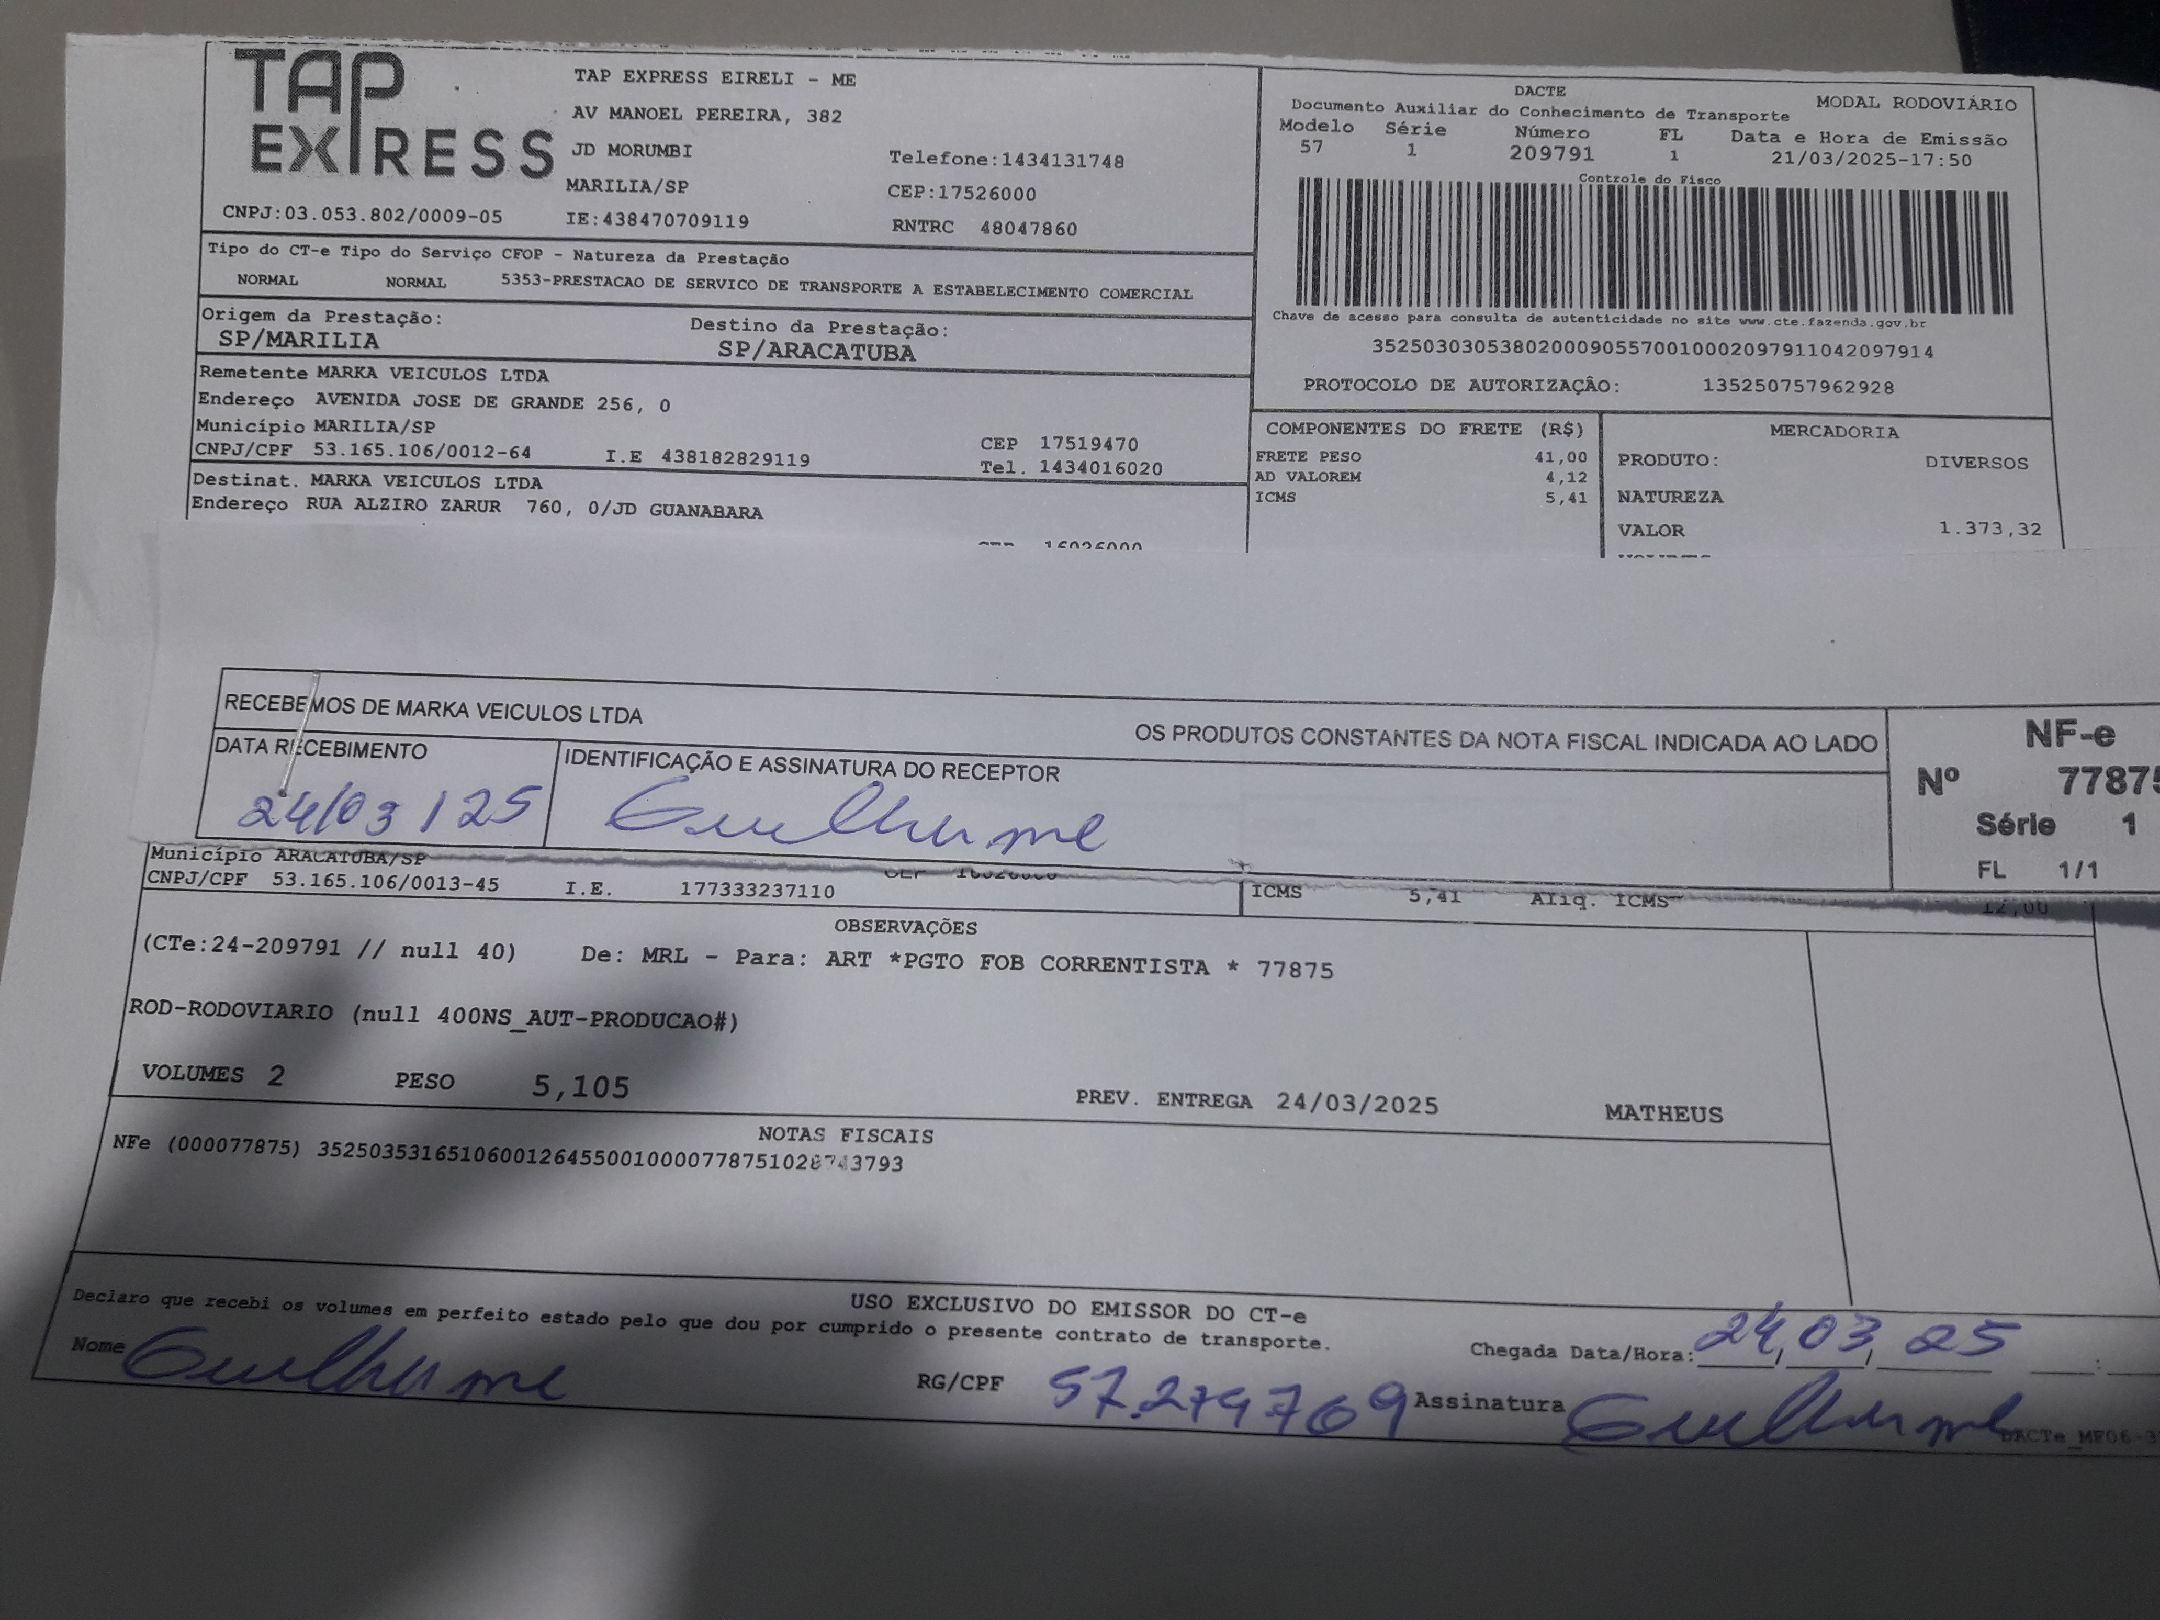 TAP EXPRESS
TAP EXPRESS EIRELI - ME
AV MANOEL PEREIRA, 382
JD MORUMBI
MARILIA/SP
Telefone:1434131748
CEP:17526000
CNPJ:03.053.802/0009-05 IE:438470709119 RNTRC 48047860
DACTE
MODAL RODOVIÁRIO
Documento Auxiliar do Conhecimento de Transporte
Modelo Série Número FL Data e Hora de Emissão
57 1 209791 1 21/03/2025-17:50
Controle do Fisco
Chave de acesso para consulta de autenticidade no site www.cte.fazenda.gov.br
35250303053802000905570010002097911042097914
PROTOCOLO DE AUTORIZAÇÂO: 135250757962928
Tipo do CT-e Tipo do Serviço CFOP - Natureza da Prestação
NORMAL NORMAL 5353-PRESTACAO DE SERVICO DE TRANSPORTE A ESTABELECIMENTO COMERCIAL
Origem da Prestação: Destino da Prestação:
SP/MARILIA SP/ARACATUBA
Remetente MARKA VEICULOS LTDA
Endereço AVENIDA JOSE DE GRANDE 256, 0
Município MARILIA/SP CEP 17519470
CNPJ/CPF 53.165.106/0012-64 I.E 438182829119 Tel. 1434016020
Destinat. MARKA VEICULOS LTDA
Endereço RUA ALZIRO ZARUR 760, 0/JD GUANABARA
16026000
COMPONENTES DO FRETE (R$)
FRETE PESO 41,00
AD VALOREM 4,12
ICMS 5,41
MERCADORIA
PRODUTO: DIVERSOS
NATUREZA
VALOR 1.373,32
RECEBEMOS DE MARKA VEICULOS LTDA OS PRODUTOS CONSTANTES DA NOTA FISCAL INDICADA AO LADO
DATA RECEBIMENTO IDENTIFICAÇÃO E ASSINATURA DO RECEPTOR
24/03/25 Guilherme
NF-e
Nº 77875
Série 1
FL 1/1
Município ARACATUBA/SP
CNPJ/CPF 53.165.106/0013-45 I.E. 177333237110
ICMS 5,41 Aliq. ICMS 12,00
OBSERVAÇÕES
(CTe:24-209791 // null 40) De: MRL - Para: ART *PGTO FOB CORRENTISTA * 77875
ROD-RODOVIARIO (null 400NS_AUT-PRODUCAO#)
VOLUMES 2 PESO 5,105 PREV. ENTREGA 24/03/2025 MATHEUS
NOTAS FISCAIS
NFe (000077875) 35250353165106001264550010000778751028743793
USO EXCLUSIVO DO EMISSOR DO CT-e
Declaro que recebi os volumes em perfeito estado pelo que dou por cumprido o presente contrato de transporte.
Chegada Data/Hora: 24/03/25 :
Nome Guilherme RG/CPF 57.279769 Assinatura Guilherme
DACTe_MF06-3